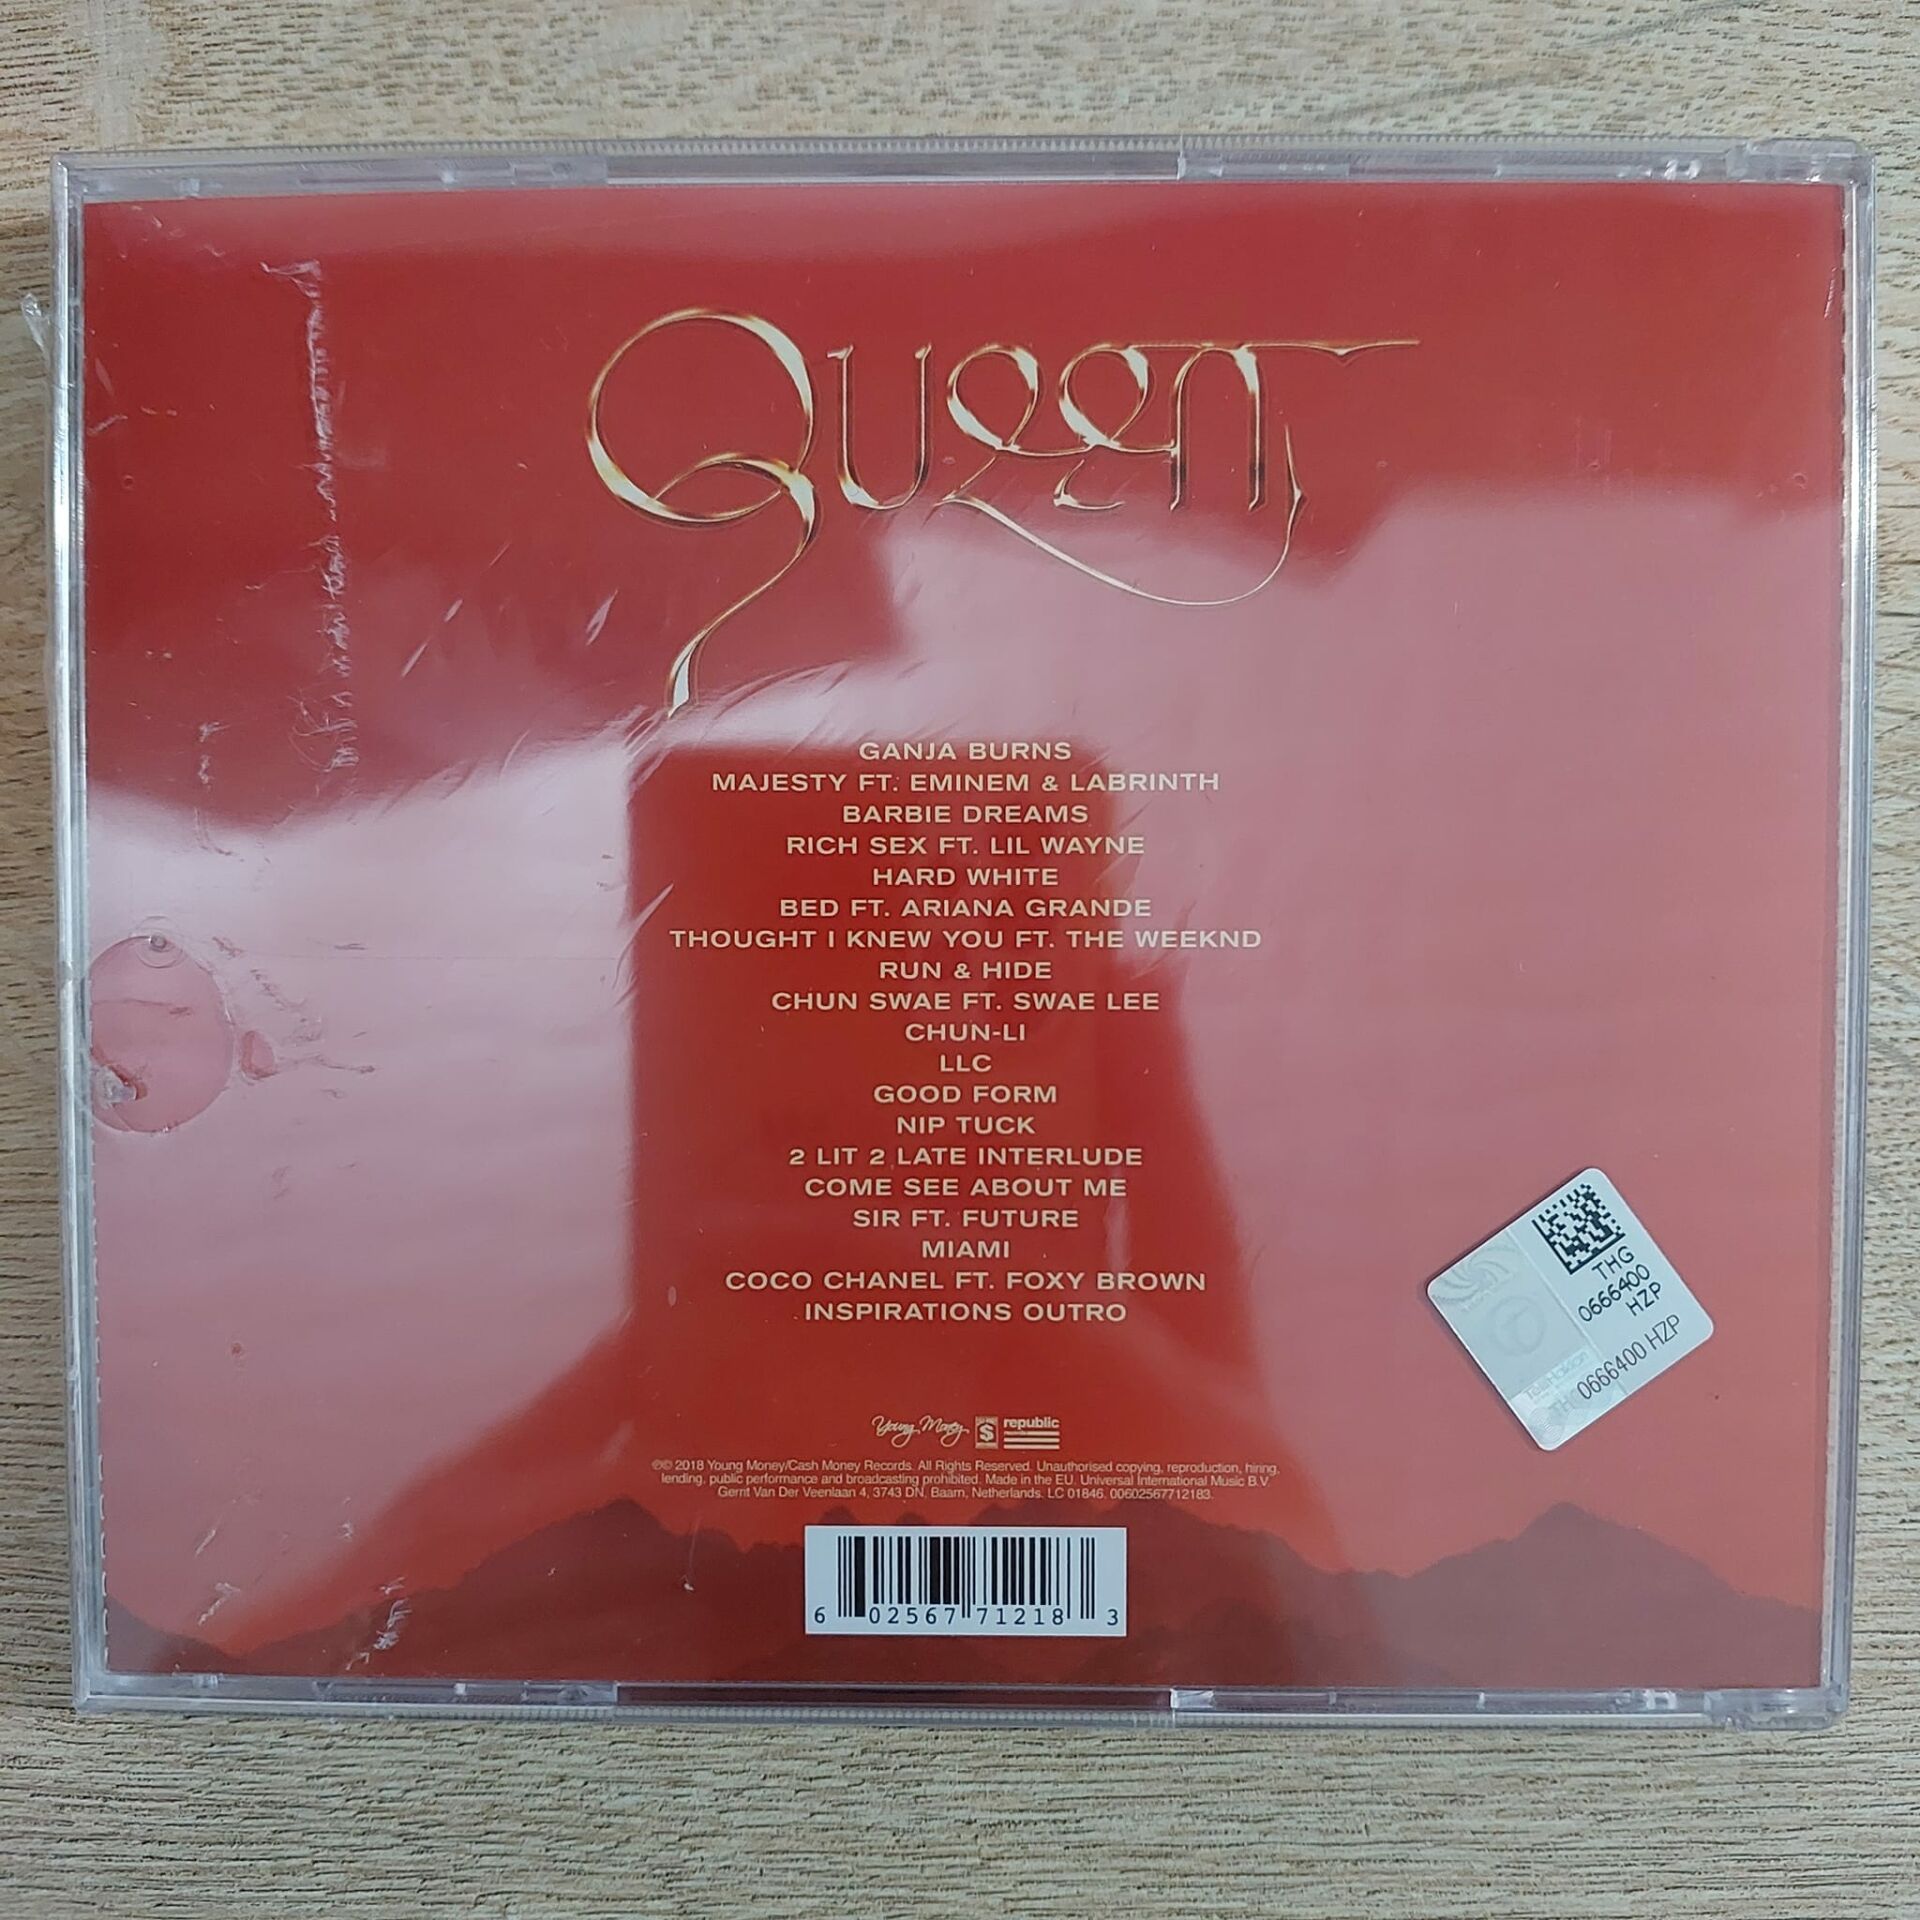 Queen
GANJA BURNS
MAJESTY FT. EMINEM & LABRINTH
BARBIE DREAMS
RICH SEX FT. LIL WAYNE
HARD WHITE
BED FT. ARIANA GRANDE
THOUGHT I KNEW YOU FT. THE WEEKND
RUN & HIDE
CHUN SWAE FT. SWAE LEE
CHUN-LI
LLC
GOOD FORM
NIP TUCK
2 LIT 2 LATE INTERLUDE
COME SEE ABOUT ME
SIR FT. FUTURE
MIAMI
COCO CHANEL FT. FOXY BROWN
INSPIRATIONS OUTRO
THG
0666400
HZP
0666400 HZP
Young Money
republic
℗© 2018 Young Money/Cash Money Records. All Rights Reserved. Unauthorised copying, reproduction, hiring,
lending, public performance and broadcasting prohibited. Made in the EU. Universal International Music B.V.
Gerrit Van Der Veenlaan 4, 3743 DN, Baarn, Netherlands. LC 01846. 00602567712183.
6 02567 71218 3